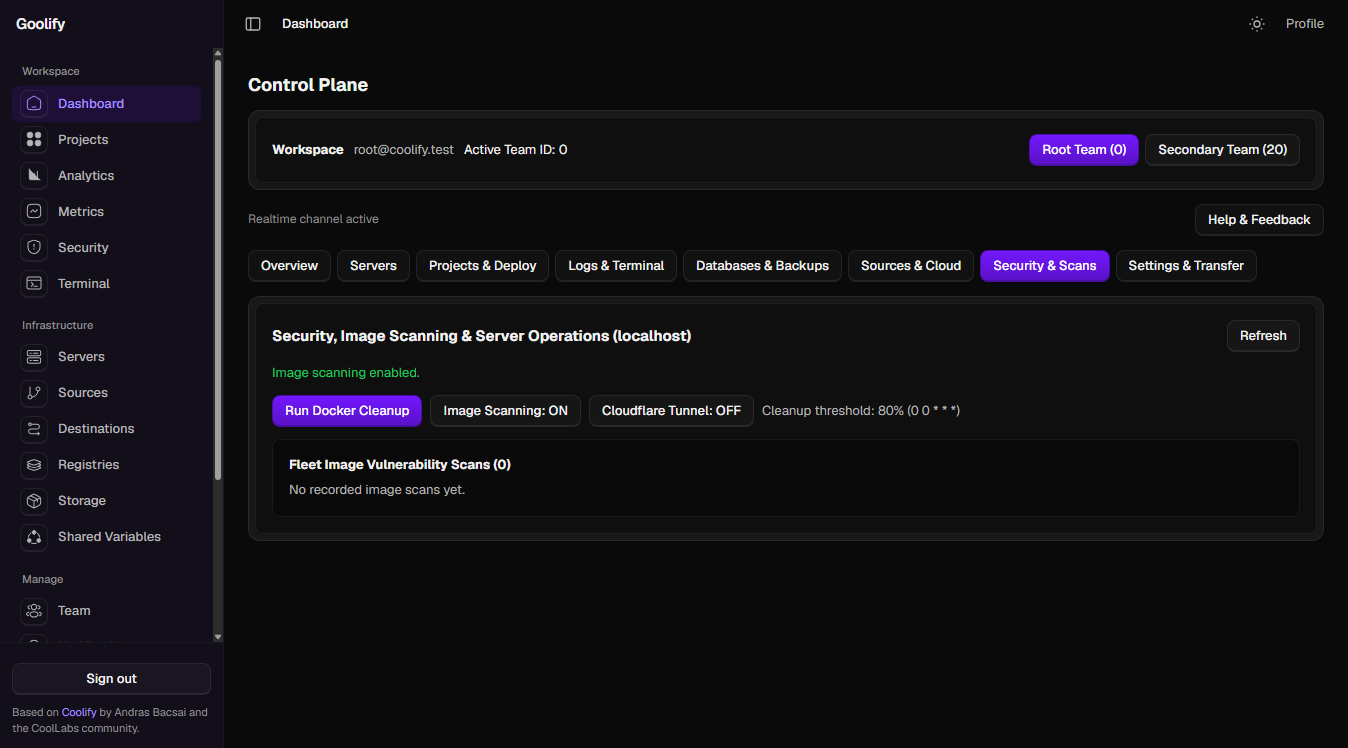 Goolify
Dashboard
Profile
Workspace
Dashboard
Projects
Analytics
Metrics
Security
Terminal
Infrastructure
Servers
Sources
Destinations
Registries
Storage
Shared Variables
Manage
Team
Sign out
Based on Coolify by Andras Bacsai and
the CoolLabs community.
Control Plane
Workspace root@coolify.test Active Team ID: 0
Root Team (0) Secondary Team (20)
Realtime channel active
Help & Feedback
Overview Servers Projects & Deploy Logs & Terminal Databases & Backups Sources & Cloud Security & Scans Settings & Transfer
Security, Image Scanning & Server Operations (localhost)
Refresh
Image scanning enabled.
Run Docker Cleanup Image Scanning: ON Cloudflare Tunnel: OFF Cleanup threshold: 80% (0 0 * * *)
Fleet Image Vulnerability Scans (0)
No recorded image scans yet.